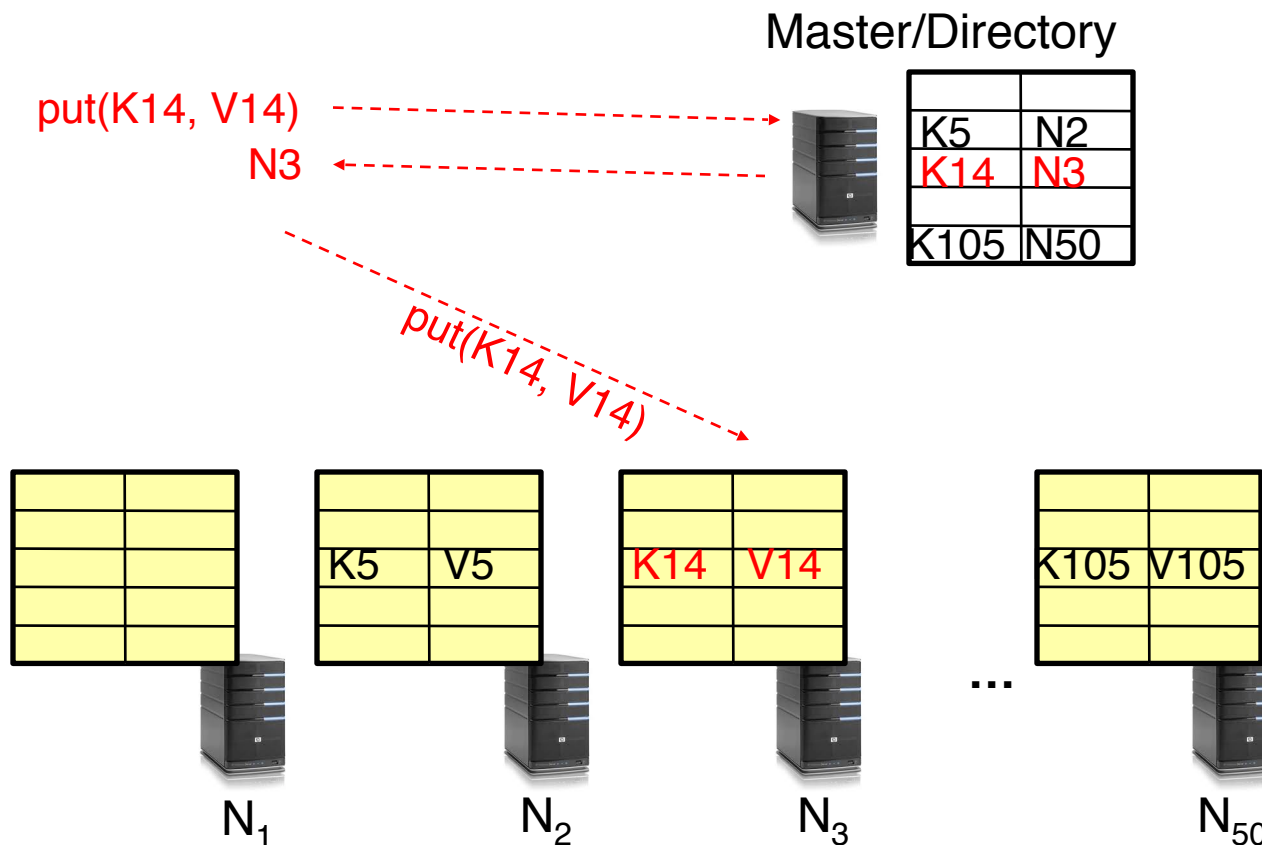 Master/Directory
put(K14, V14)
N3
K5 N2
K14 N3
K105 N50
put(K14, V14)
K5 V5
K14 V14
K105 V105
...
N1
N2
N3
N50